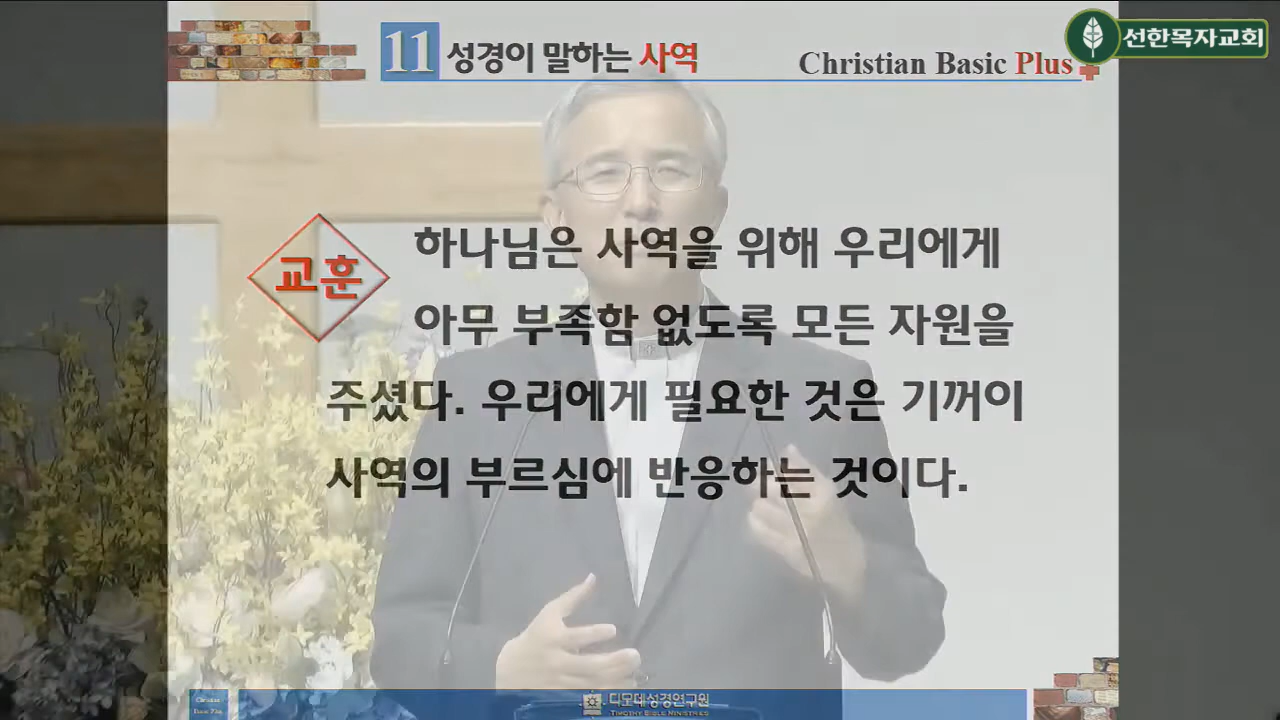 11 성경이 말하는 사역
Christian Basic Plus
선한목자교회
교훈
하나님은 사역을 위해 우리에게
아무 부족함 없도록 모든 자원을
주셨다. 우리에게 필요한 것은 기꺼이
사역의 부르심에 반응하는 것이다.
Christian
Basic Plus
디모데성경연구원
TIMOTHY BIBLE MINISTRIES